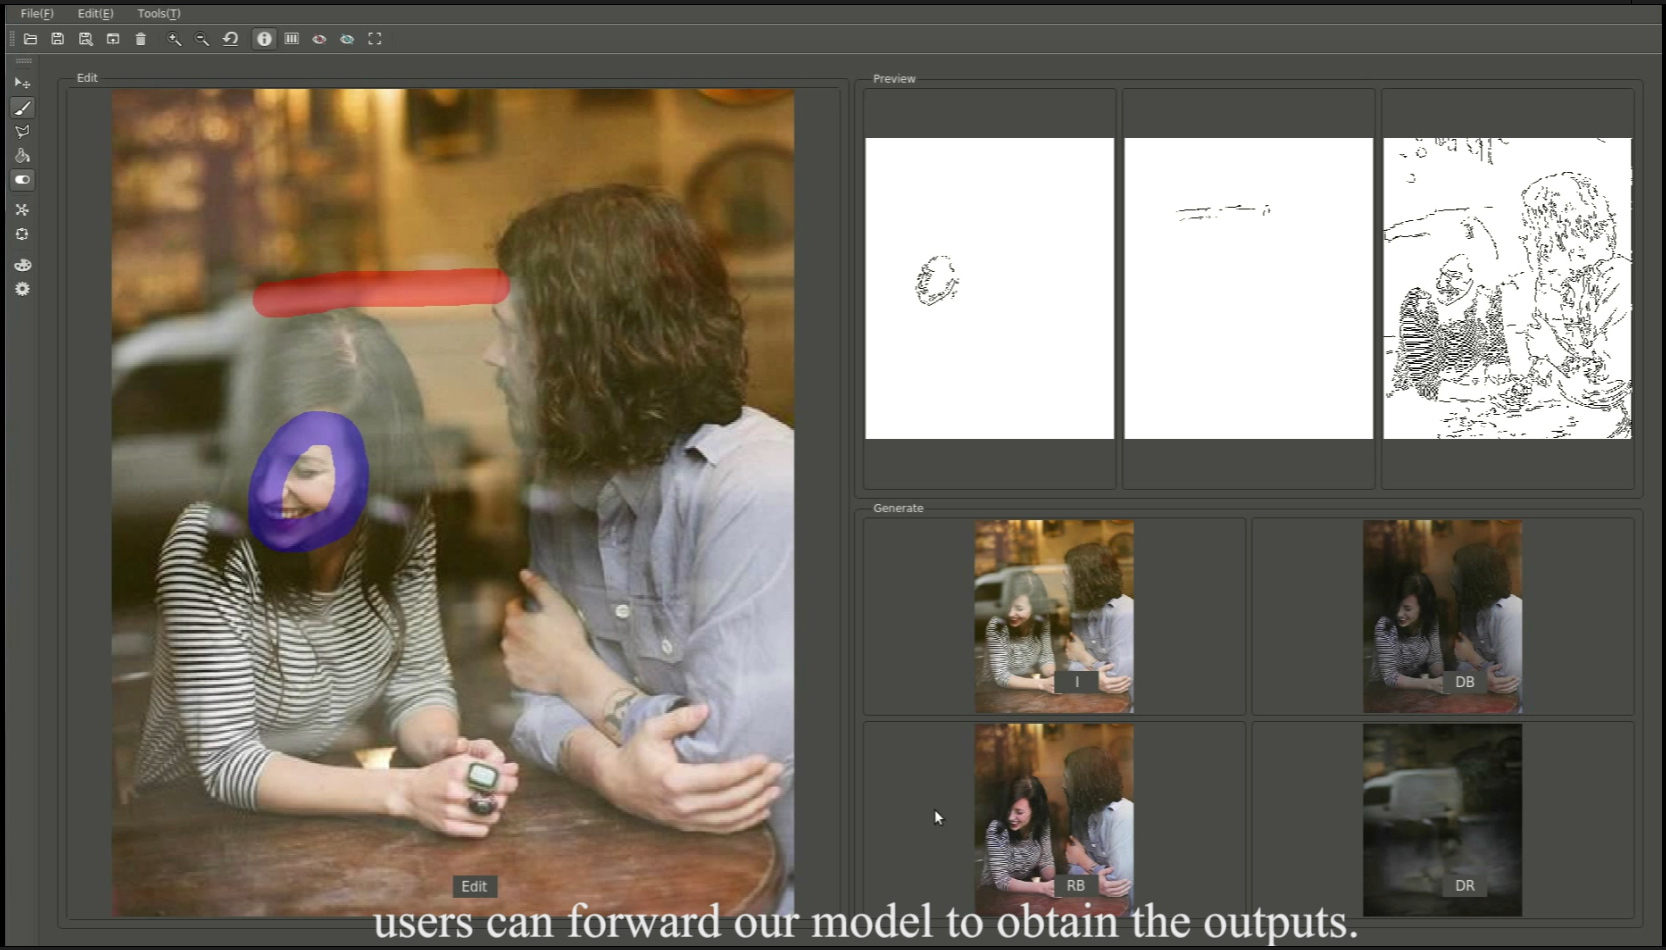 File(F) Edit(E) Tools(T)
Edit
Preview
Generate
I
DB
Edit
RB
DR
users can forward our model to obtain the outputs.